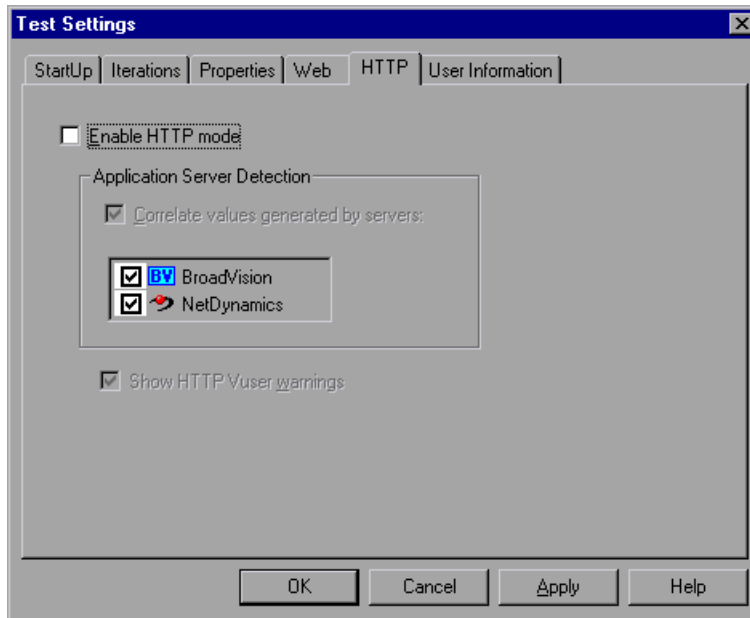 Test Settings
StartUp Iterations Properties Web HTTP User Information
Enable HTTP mode
Application Server Detection
Correlate values generated by servers:
BV BroadVision
NetDynamics
Show HTTP Vuser warnings
OK Cancel Apply Help